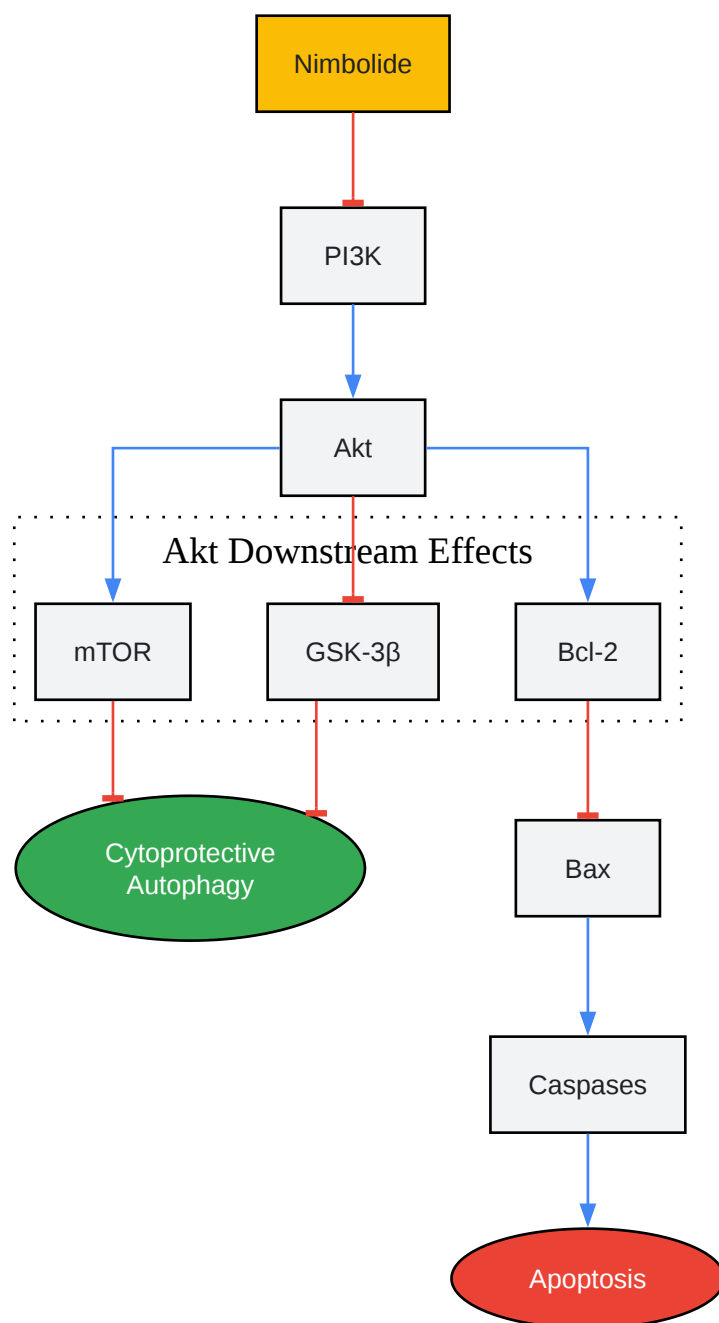 Nimbolide
PI3K
Akt
Akt Downstream Effects
mTOR
GSK-3β
Bcl-2
Cytoprotective
Autophagy
Bax
Caspases
Apoptosis